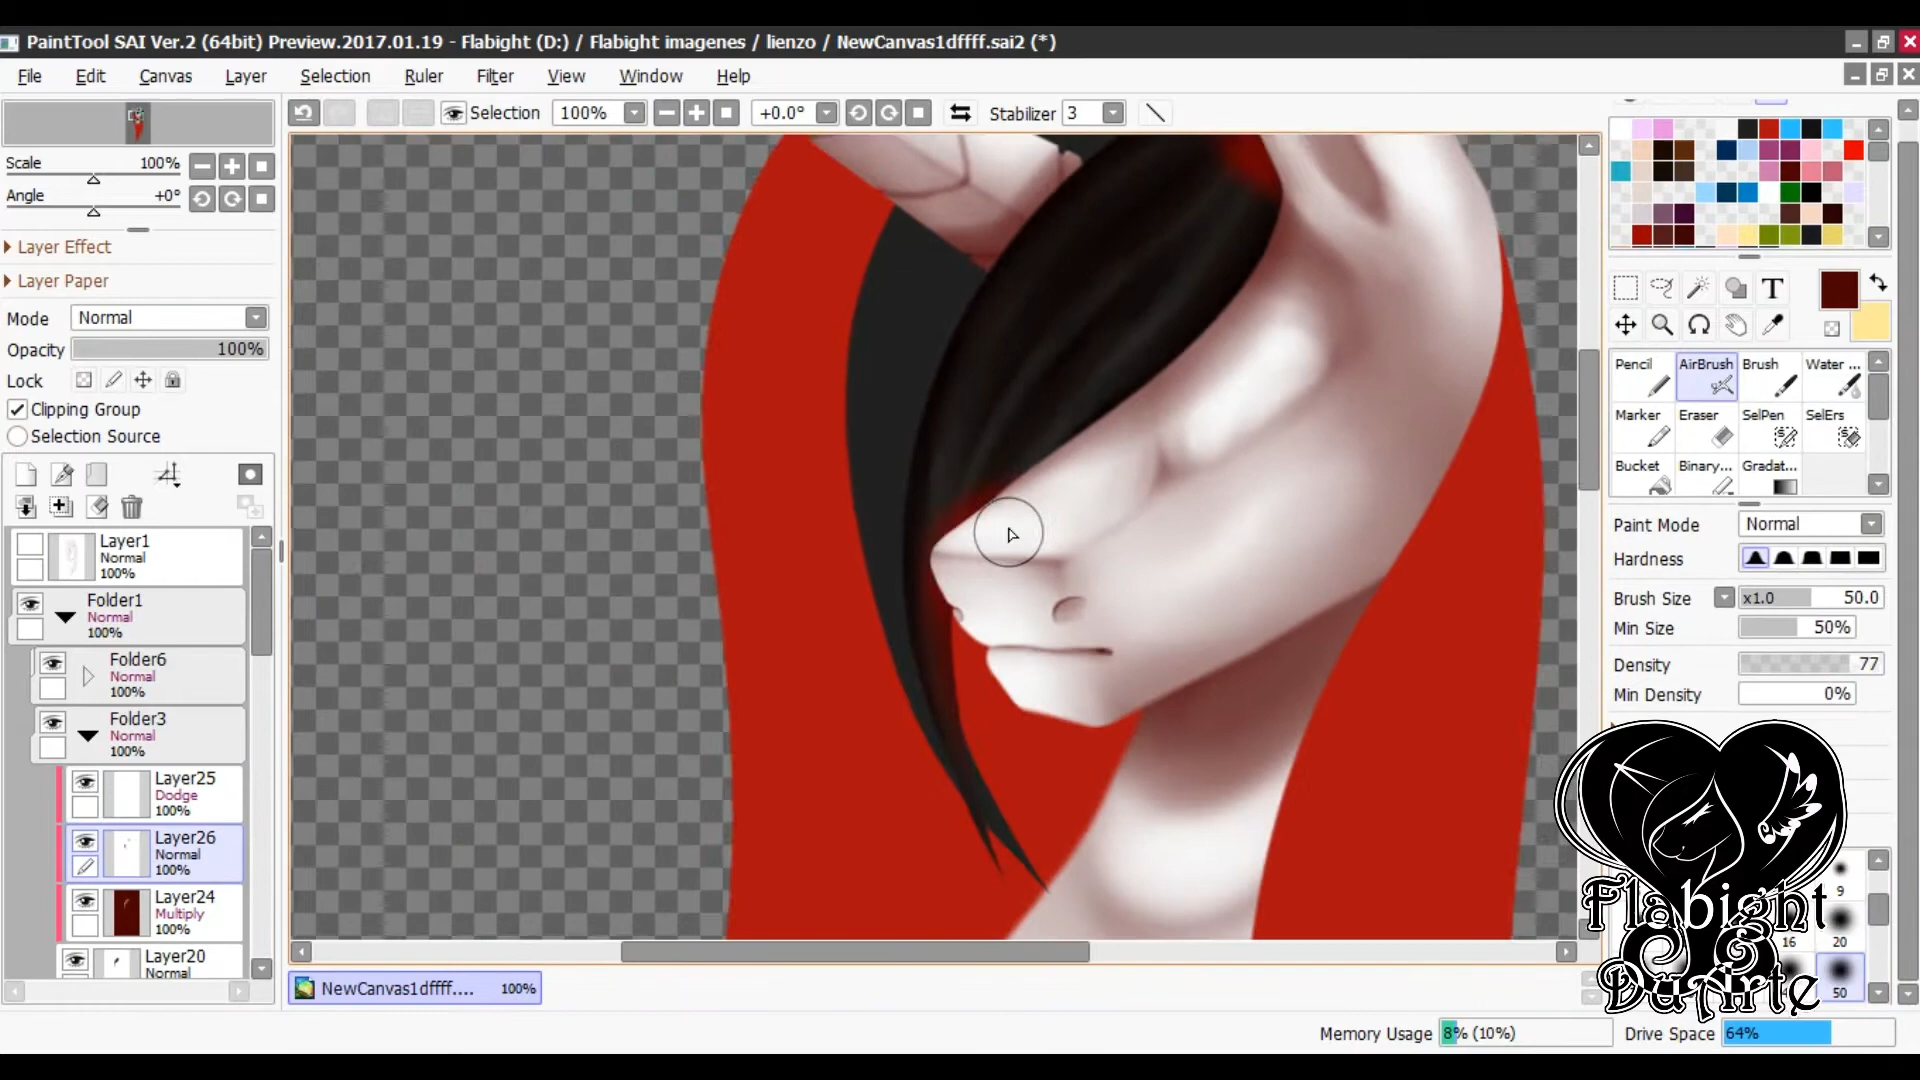 PaintTool SAI Ver.2 (64bit) Preview.2017.01.19 - Flabight (D:) / Flabight imagenes / lienzo / NewCanvas1dffff.sai2 (*)
File Edit Canvas Layer Selection Ruler Filter View Window Help
Selection 100% +0.0° Stabilizer 3
Scale 100%
Angle +0°
Layer Effect
Layer Paper
Mode Normal
Opacity 100%
Lock
Clipping Group
Selection Source
Layer1
Normal
100%
Folder1
Normal
100%
Folder6
Normal
100%
Folder3
Normal
100%
Layer25
Dodge
100%
Layer26
Normal
100%
Layer24
Multiply
100%
Layer20
Normal
T
Pencil AirBrush Brush Water ...
Marker Eraser SelPen SelErs
Bucket Binary... Gradat...
Paint Mode Normal
Hardness
Brush Size x1.0 50.0
Min Size 50%
Density 77
Min Density 0%
9
16 20
50
Flabight
&
DuArte
NewCanvas1dffff.... 100%
Memory Usage 8% (10%) Drive Space 64%